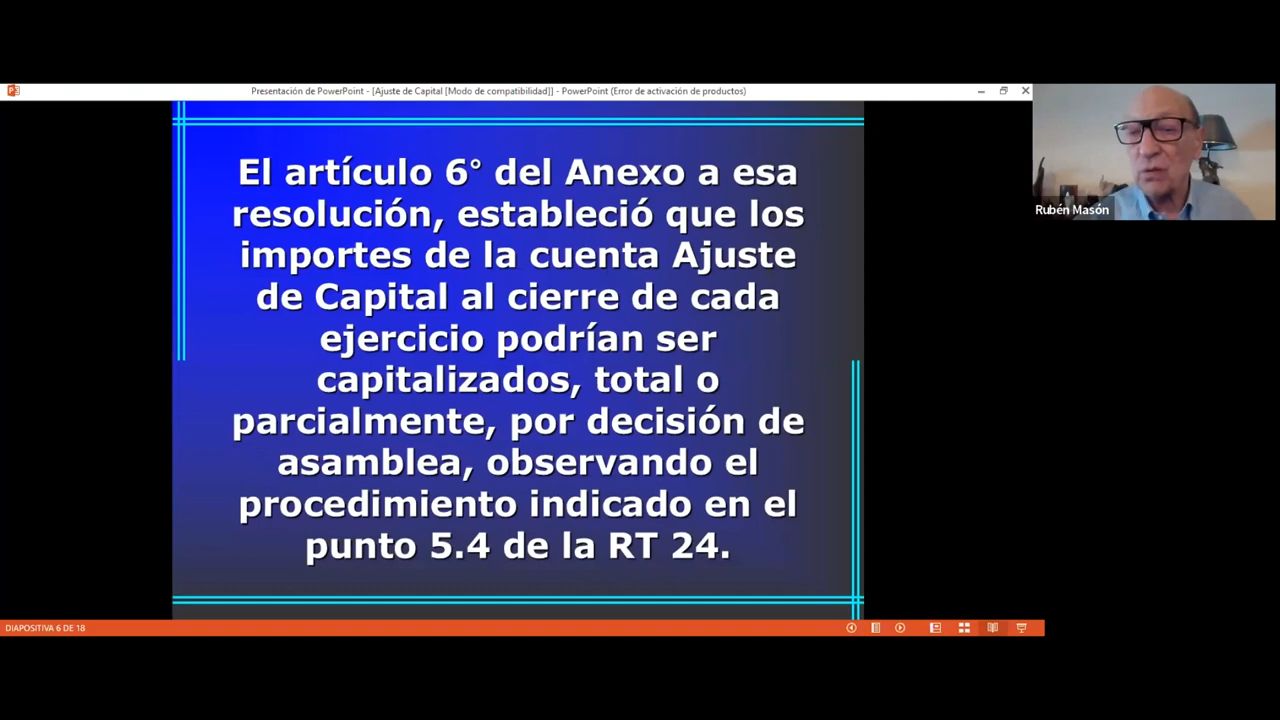 Presentación de PowerPoint - [Ajuste de Capital [Modo de compatibilidad]] - PowerPoint (Error de activación de productos)
El artículo 6° del Anexo a esa
resolución, estableció que los
importes de la cuenta Ajuste
de Capital al cierre de cada
ejercicio podrían ser
capitalizados, total o
parcialmente, por decisión de
asamblea, observando el
procedimiento indicado en el
punto 5.4 de la RT 24.
Rubén Masón
DIAPOSITIVA 6 DE 18